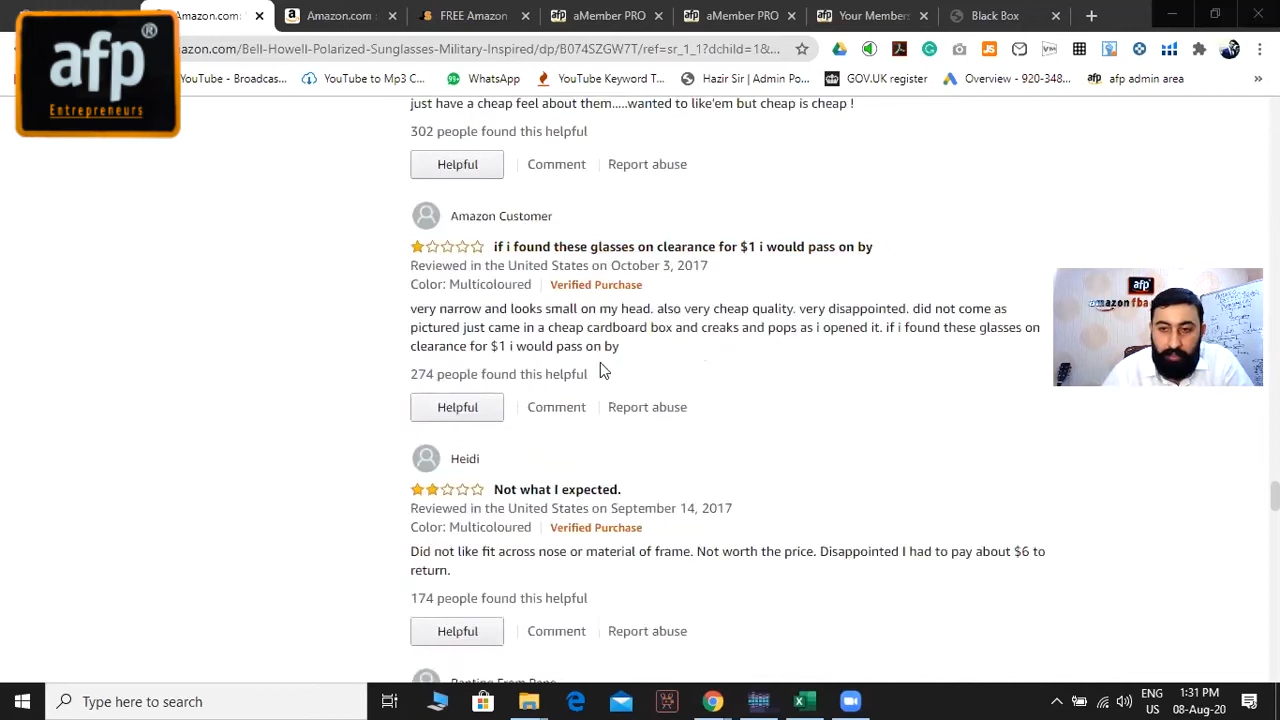 Amazon.com:
Amazon.com :
FREE Amazon
aMember PRO
aMember PRO
Your Members
Black Box
azon.com/Bell-Howell-Polarized-Sunglasses-Military-Inspired/dp/B074SZGW7T/ref=sr_1_1?dchild=1&...
YouTube - Broadcas...
YouTube to Mp3 C...
WhatsApp
YouTube Keyword T...
Hazir Sir | Admin Po...
GOV.UK register
Overview - 920-348...
afp admin area
afp®
Entrepreneurs
just have a cheap feel about them.....wanted to like'em but cheap is cheap !
302 people found this helpful
Helpful
Comment
Report abuse
Amazon Customer
if i found these glasses on clearance for $1 i would pass on by
Reviewed in the United States on October 3, 2017
Color: Multicoloured
Verified Purchase
very narrow and looks small on my head. also very cheap quality. very disappointed. did not come as
pictured just came in a cheap cardboard box and creaks and pops as i opened it. if i found these glasses on
clearance for $1 i would pass on by
274 people found this helpful
Helpful
Comment
Report abuse
afp
amazon fba
Heidi
Not what I expected.
Reviewed in the United States on September 14, 2017
Color: Multicoloured
Verified Purchase
Did not like fit across nose or material of frame. Not worth the price. Disappointed I had to pay about $6 to
return.
174 people found this helpful
Helpful
Comment
Report abuse
Type here to search
ENG
US
1:31 PM
08-Aug-20